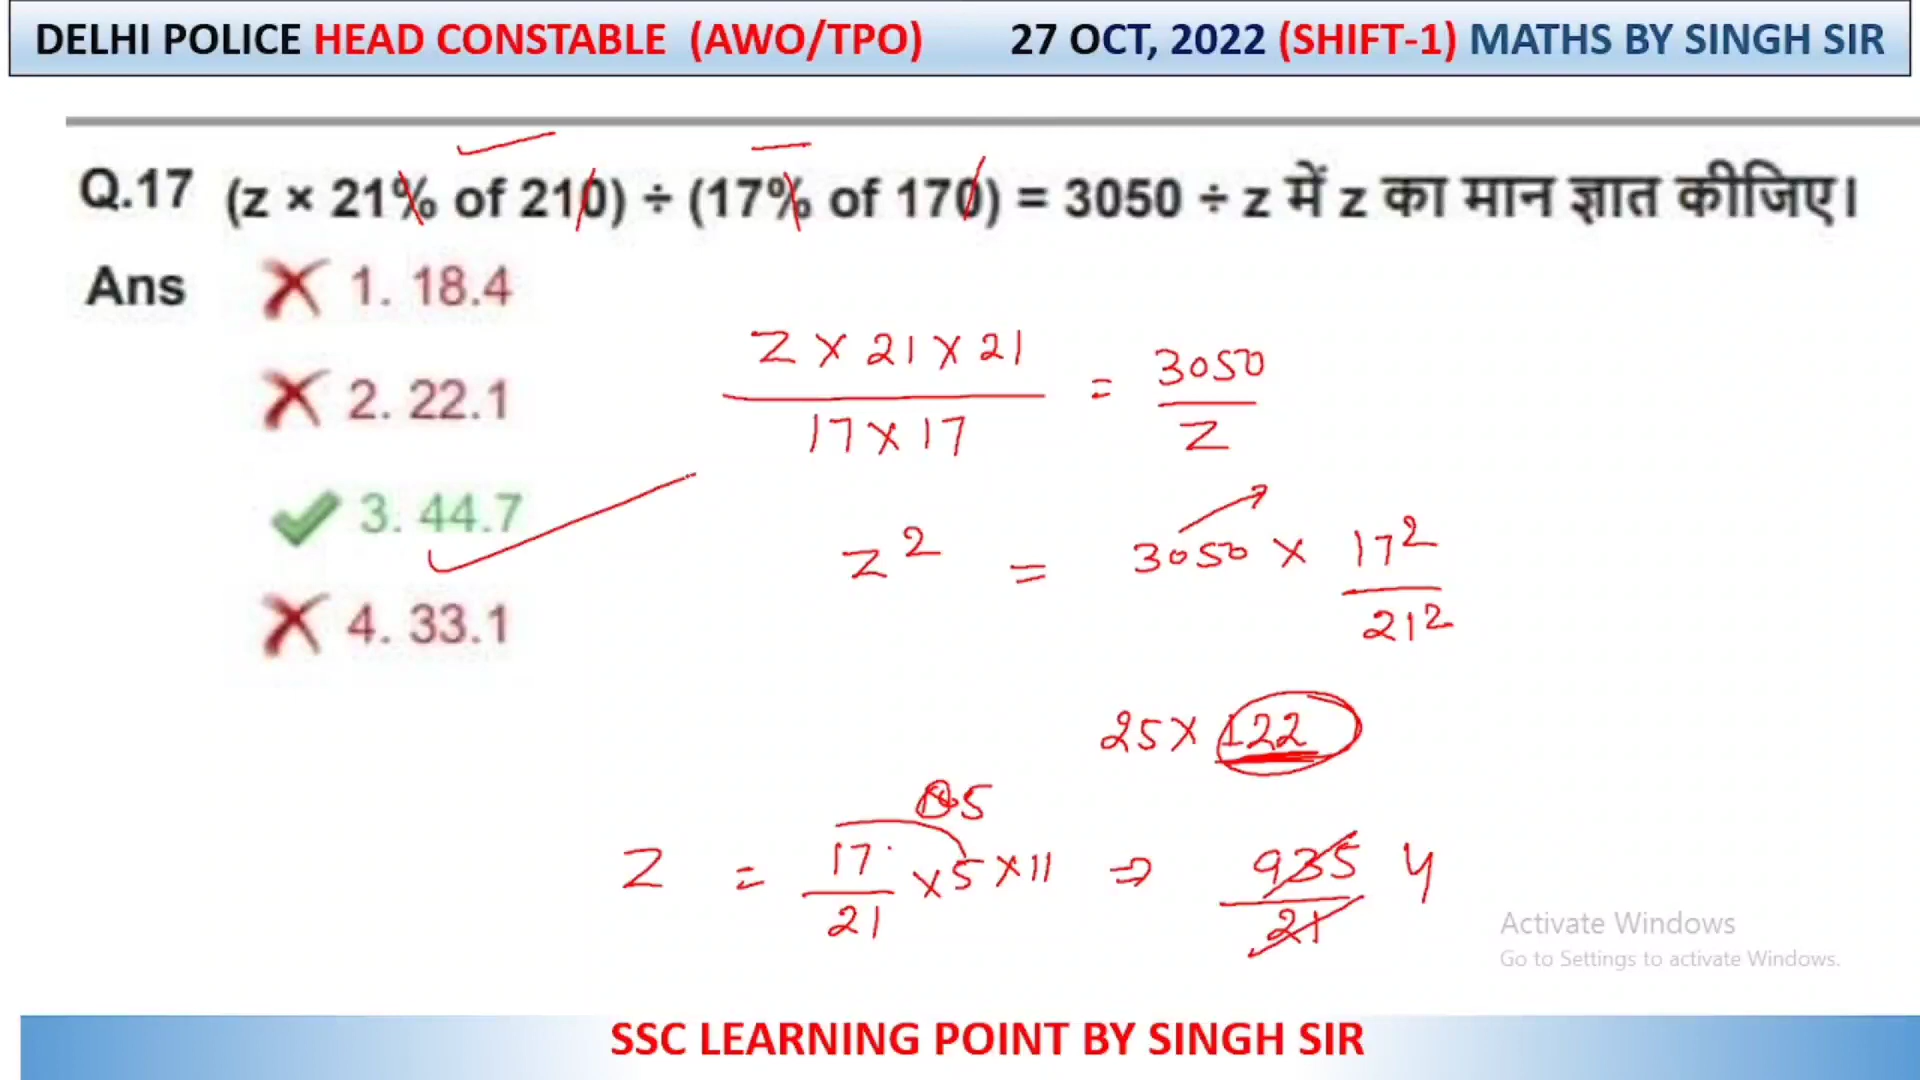 DELHI POLICE HEAD CONSTABLE (AWO/TPO) 27 OCT, 2022 (SHIFT-1) MATHS BY SINGH SIR
Q.17 (z × 21% of 210) ÷ (17% of 170) = 3050 ÷ z में z का मान ज्ञात कीजिए।
Ans 1. 18.4
2. 22.1
3. 44.7
4. 33.1
z × 21 × 21 / 17 × 17 = 3050 / z
z² = 3050 × 17² / 21²
25 × 122
85
z = 17 / 21 × 5 × 11 ⇒ 935 / 21 4
Activate Windows
Go to Settings to activate Windows.
SSC LEARNING POINT BY SINGH SIR